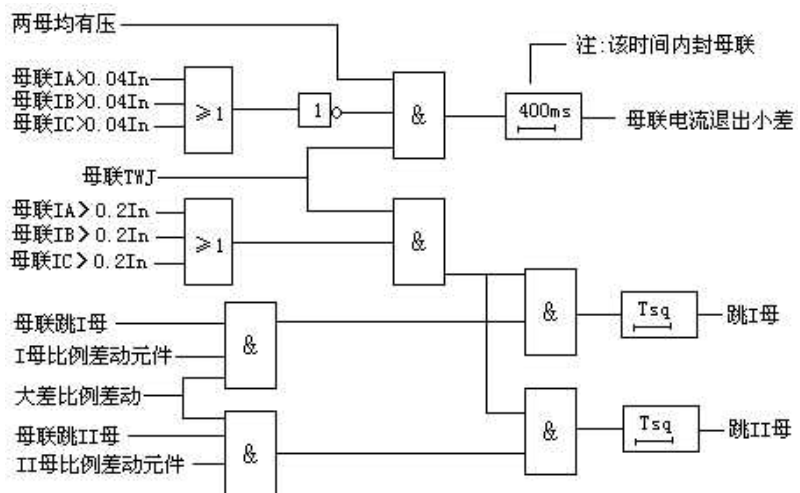 两母均有压
注:该时间内封母联
母联IA>0.04In
母联IB>0.04In
母联IC>0.04In
≥1
1
&
400ms
母联电流退出小差
母联TWJ
母联IA>0.2In
母联IB>0.2In
母联IC>0.2In
≥1
&
母联跳I母
I母比例差动元件
&
&
Tsq
跳I母
大差比例差动
母联跳II母
II母比例差动元件
&
&
Tsq
跳II母